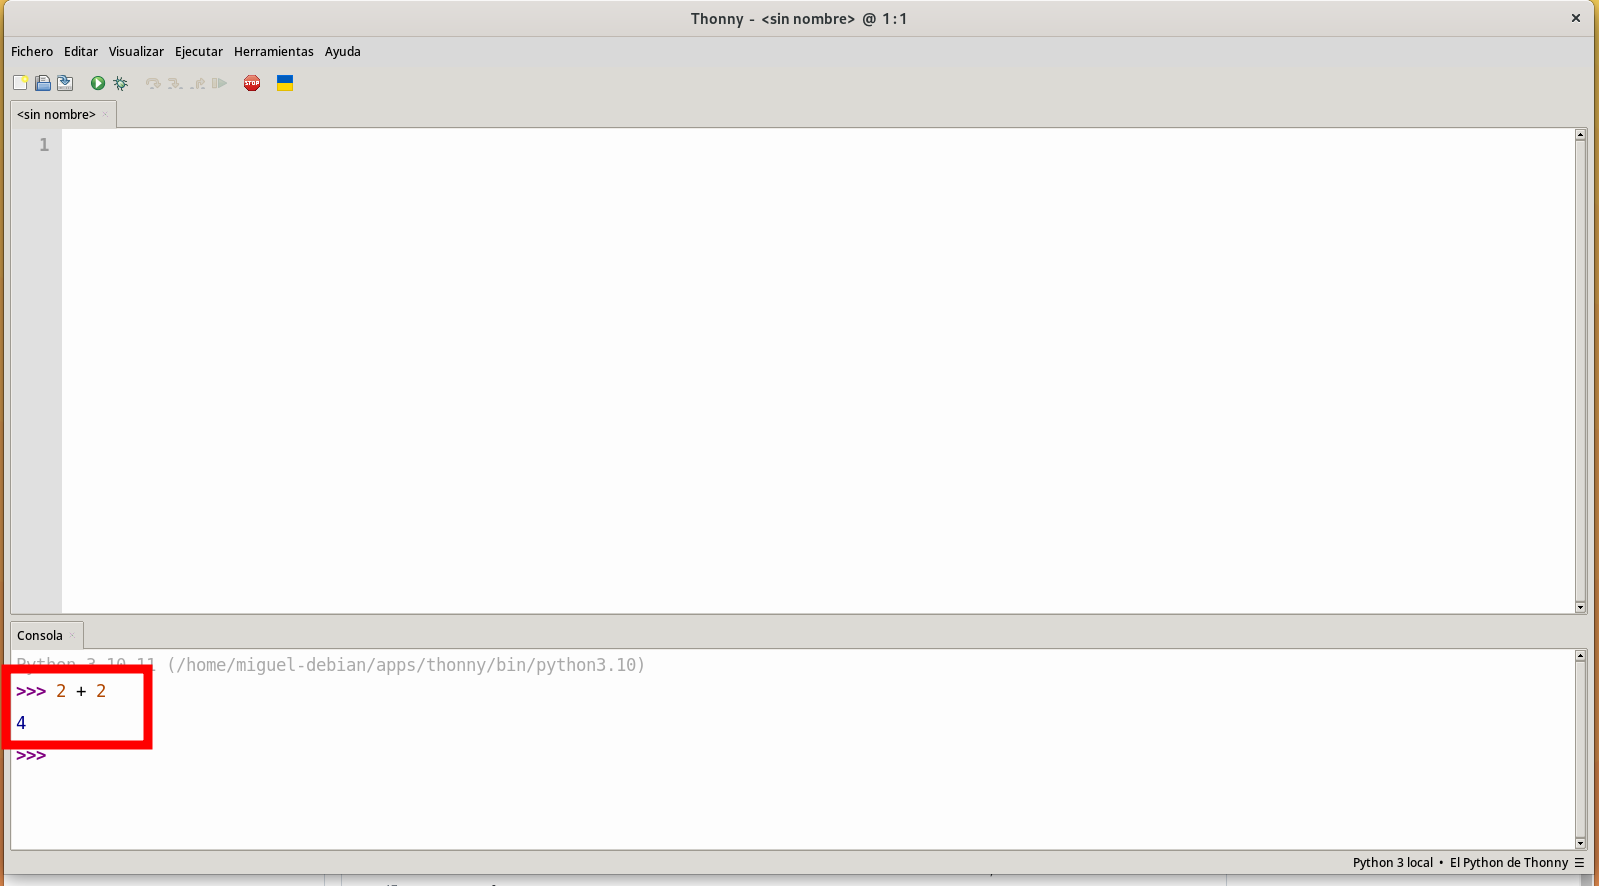 Thonny - <sin nombre> @ 1:1
Fichero Editar Visualizar Ejecutar Herramientas Ayuda
STOP
<sin nombre>
1
Consola
Python 3.10.11 (/home/miguel-debian/apps/thonny/bin/python3.10)
>>> 2 + 2
4
>>>
Python 3 local • El Python de Thonny ☰